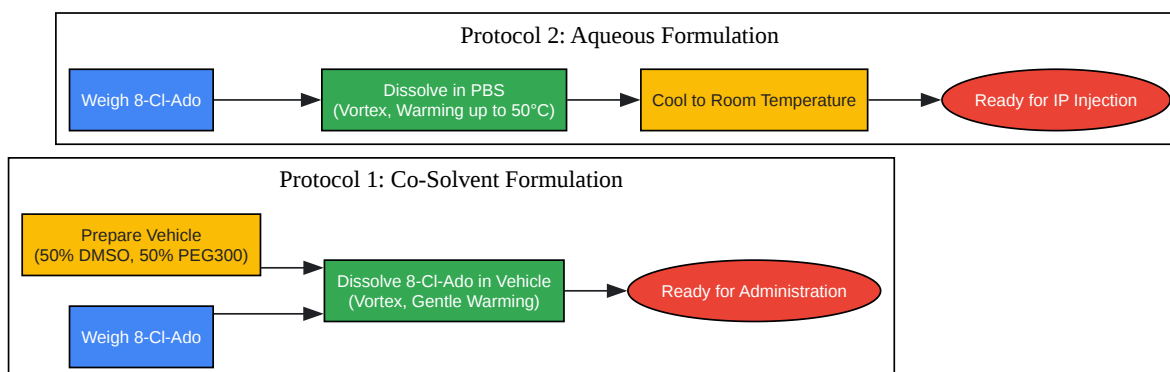 Protocol 2: Aqueous Formulation
Weigh 8-Cl-Ado
Dissolve in PBS
(Vortex, Warming up to 50°C)
Cool to Room Temperature
Ready for IP Injection
Protocol 1: Co-Solvent Formulation
Prepare Vehicle
(50% DMSO, 50% PEG300)
Weigh 8-Cl-Ado
Dissolve 8-Cl-Ado in Vehicle
(Vortex, Gentle Warming)
Ready for Administration